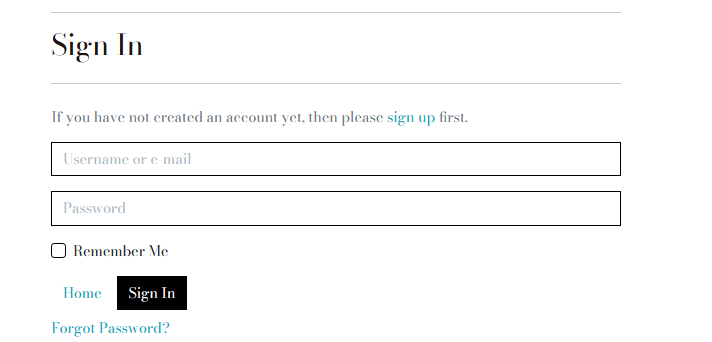 Sign In
If you have not created an account yet, then please sign up first.
Username or e-mail
Password
Remember Me
Home Sign In
Forgot Password?